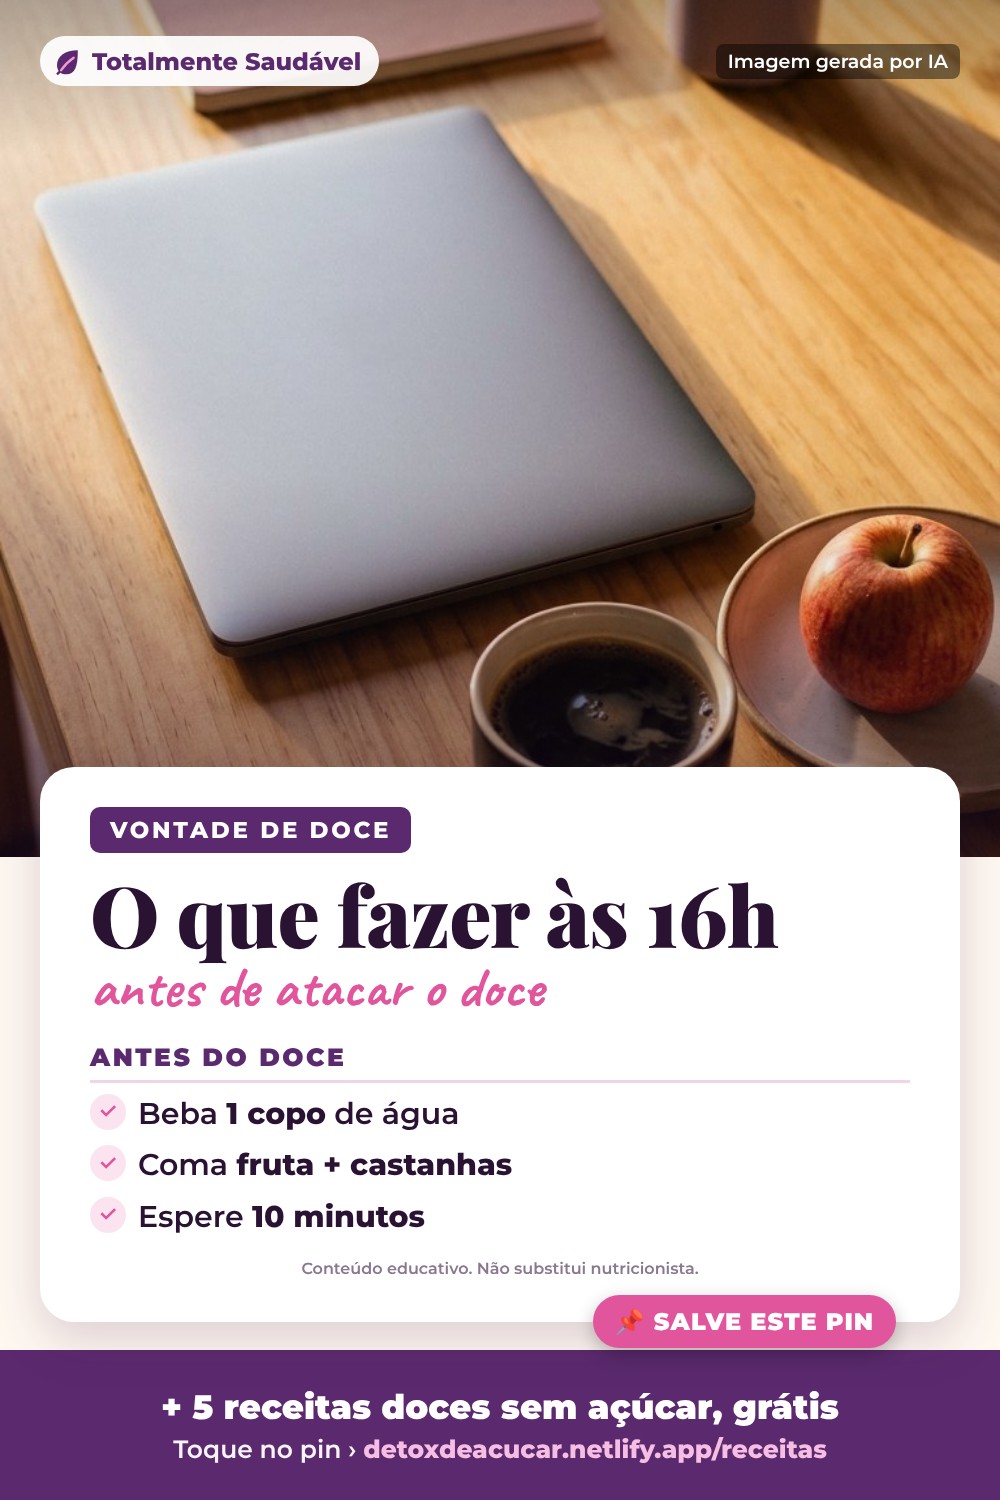 Totalmente Saudável
Imagem gerada por IA
VONTADE DE DOCE
O que fazer às 16h
antes de atacar o doce
ANTES DO DOCE
Beba 1 copo de água
Coma fruta + castanhas
Espere 10 minutos
Conteúdo educativo. Não substitui nutricionista.
📌 SALVE ESTE PIN
+ 5 receitas doces sem açúcar, grátis
Toque no pin › detoxdeacucar.netlify.app/receitas